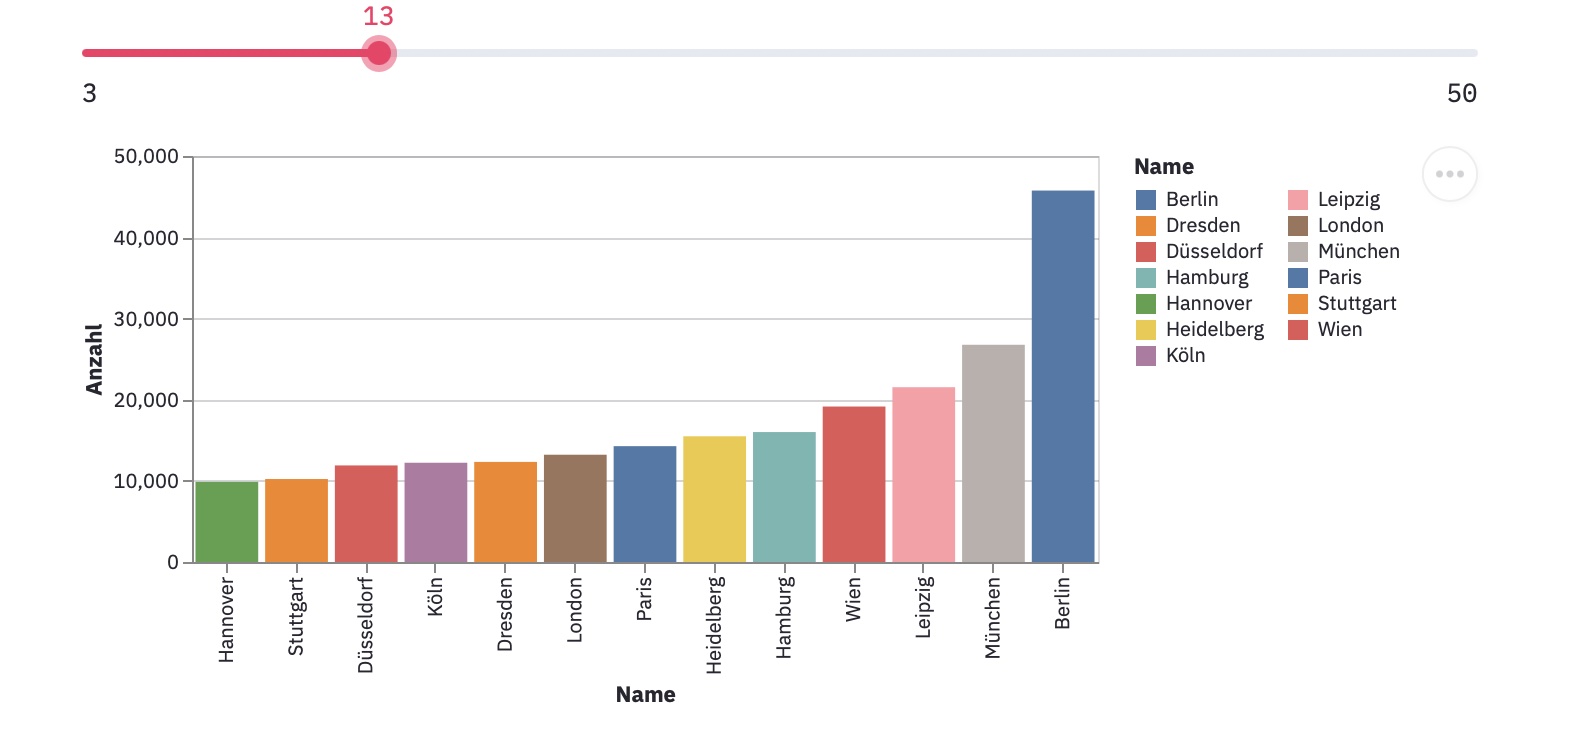 13
3
50
50,000
40,000
30,000
20,000
10,000
0
Anzahl
Hannover
Stuttgart
Düsseldorf
Köln
Dresden
London
Paris
Heidelberg
Hamburg
Wien
Leipzig
München
Berlin
Name
Name
Berlin
Dresden
Düsseldorf
Hamburg
Hannover
Heidelberg
Köln
Leipzig
London
München
Paris
Stuttgart
Wien